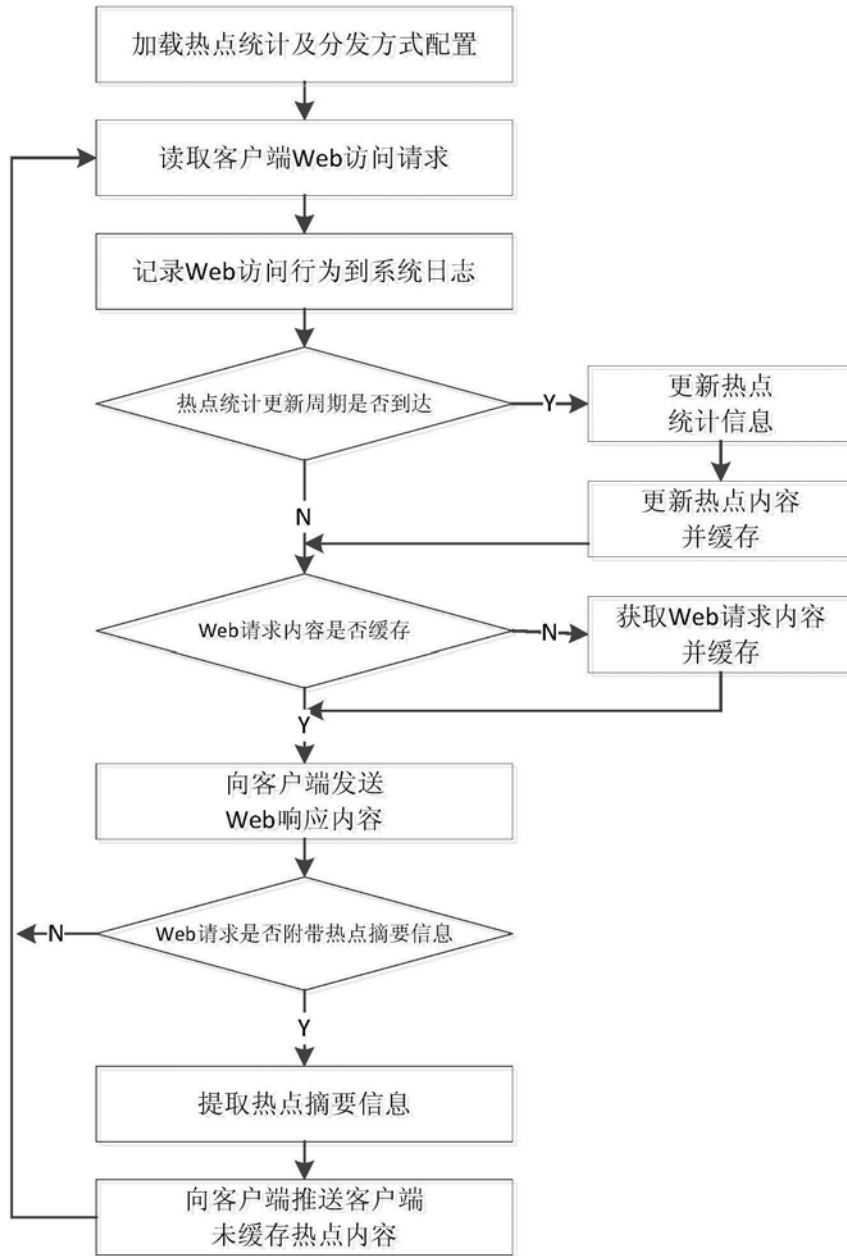 加载热点统计及分发方式配置
读取客户端Web访问请求
记录Web访问行为到系统日志
热点统计更新周期是否到达
Y
更新热点
统计信息
N
更新热点内容
并缓存
Web请求内容是否缓存
N
获取Web请求内容
并缓存
Y
向客户端发送
Web响应内容
N
Web请求是否附带热点摘要信息
Y
提取热点摘要信息
向客户端推送客户端
未缓存热点内容